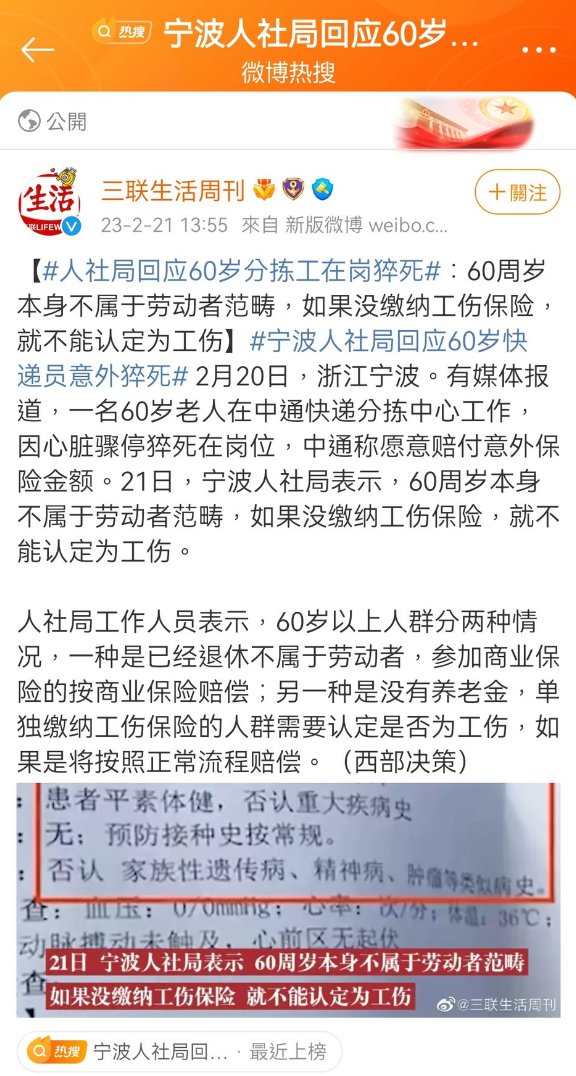 热搜 宁波人社局回应60岁...
微博热搜
公開
生活
LIFEW
三联生活周刊
＋關注
23-2-21 13:55 來自 新版微博 weibo.c...
【#人社局回应60岁分拣工在岗猝死#：60周岁
本身不属于劳动者范畴，如果没缴纳工伤保险，
就不能认定为工伤】#宁波人社局回应60岁快
递员意外猝死# 2月20日，浙江宁波。有媒体报
道，一名60岁老人在中通快递分拣中心工作，
因心脏骤停猝死在岗位，中通称愿意赔付意外保
险金额。21日，宁波人社局表示，60周岁本身
不属于劳动者范畴，如果没缴纳工伤保险，就不
能认定为工伤。
人社局工作人员表示，60岁以上人群分两种情
况，一种是已经退休不属于劳动者，参加商业保
险的按商业保险赔偿；另一种是没有养老金，单
独缴纳工伤保险的人群需要认定是否为工伤，如
果是将按照正常流程赔偿。（西部决策）
：患者平素体健，否认重大疾病史
：无：预防接种史按常规。
：否认 家族性遗传病、精神病、肿瘤等类似病史。
查：血压：0/0mmHg；心率：次/分；体温：36℃；
动脉搏动未触及，心前区无起伏
查
21日 宁波人社局表示 60周岁本身不属于劳动者范畴
如果没缴纳工伤保险 就不能认定为工伤
@三联生活周刊
热搜 宁波人社局回... · 最近上榜